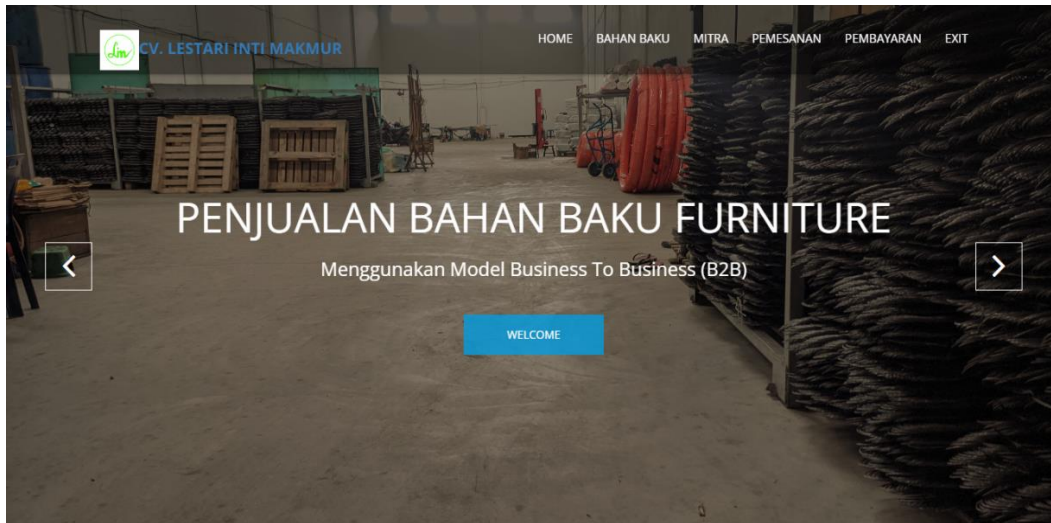 Lm
CV. LESTARI INTI MAKMUR
HOME BAHAN BAKU MITRA PEMESANAN PEMBAYARAN EXIT
PENJUALAN BAHAN BAKU FURNITURE
Menggunakan Model Business To Business (B2B)
WELCOME